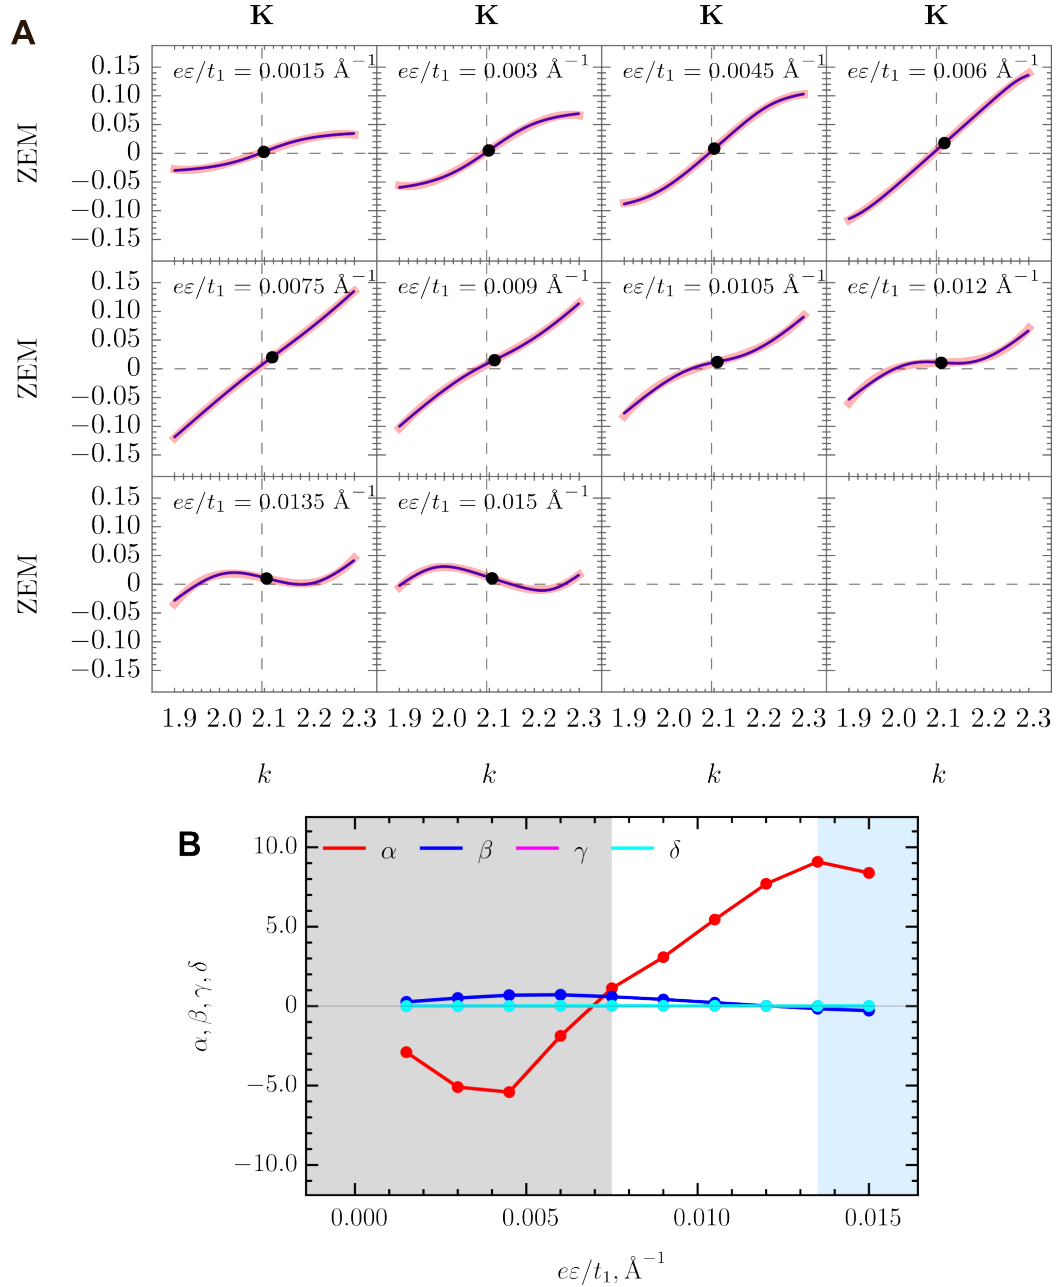 K K K K
A
eε/t₁ = 0.0015 Å⁻¹ eε/t₁ = 0.003 Å⁻¹ eε/t₁ = 0.0045 Å⁻¹ eε/t₁ = 0.006 Å⁻¹
0.15
0.10
0.05
0
−0.05
−0.10
−0.15
ZEM
eε/t₁ = 0.0075 Å⁻¹ eε/t₁ = 0.009 Å⁻¹ eε/t₁ = 0.0105 Å⁻¹ eε/t₁ = 0.012 Å⁻¹
0.15
0.10
0.05
0
−0.05
−0.10
−0.15
ZEM
eε/t₁ = 0.0135 Å⁻¹ eε/t₁ = 0.015 Å⁻¹
0.15
0.10
0.05
0
−0.05
−0.10
−0.15
ZEM
1.9 2.0 2.1 2.2 2.3 1.9 2.0 2.1 2.2 2.3 1.9 2.0 2.1 2.2 2.3 1.9 2.0 2.1 2.2 2.3
k k k k
B
α β γ δ
10.0
5.0
0
−5.0
−10.0
α, β, γ, δ
0.000 0.005 0.010 0.015
eε/t₁, Å⁻¹